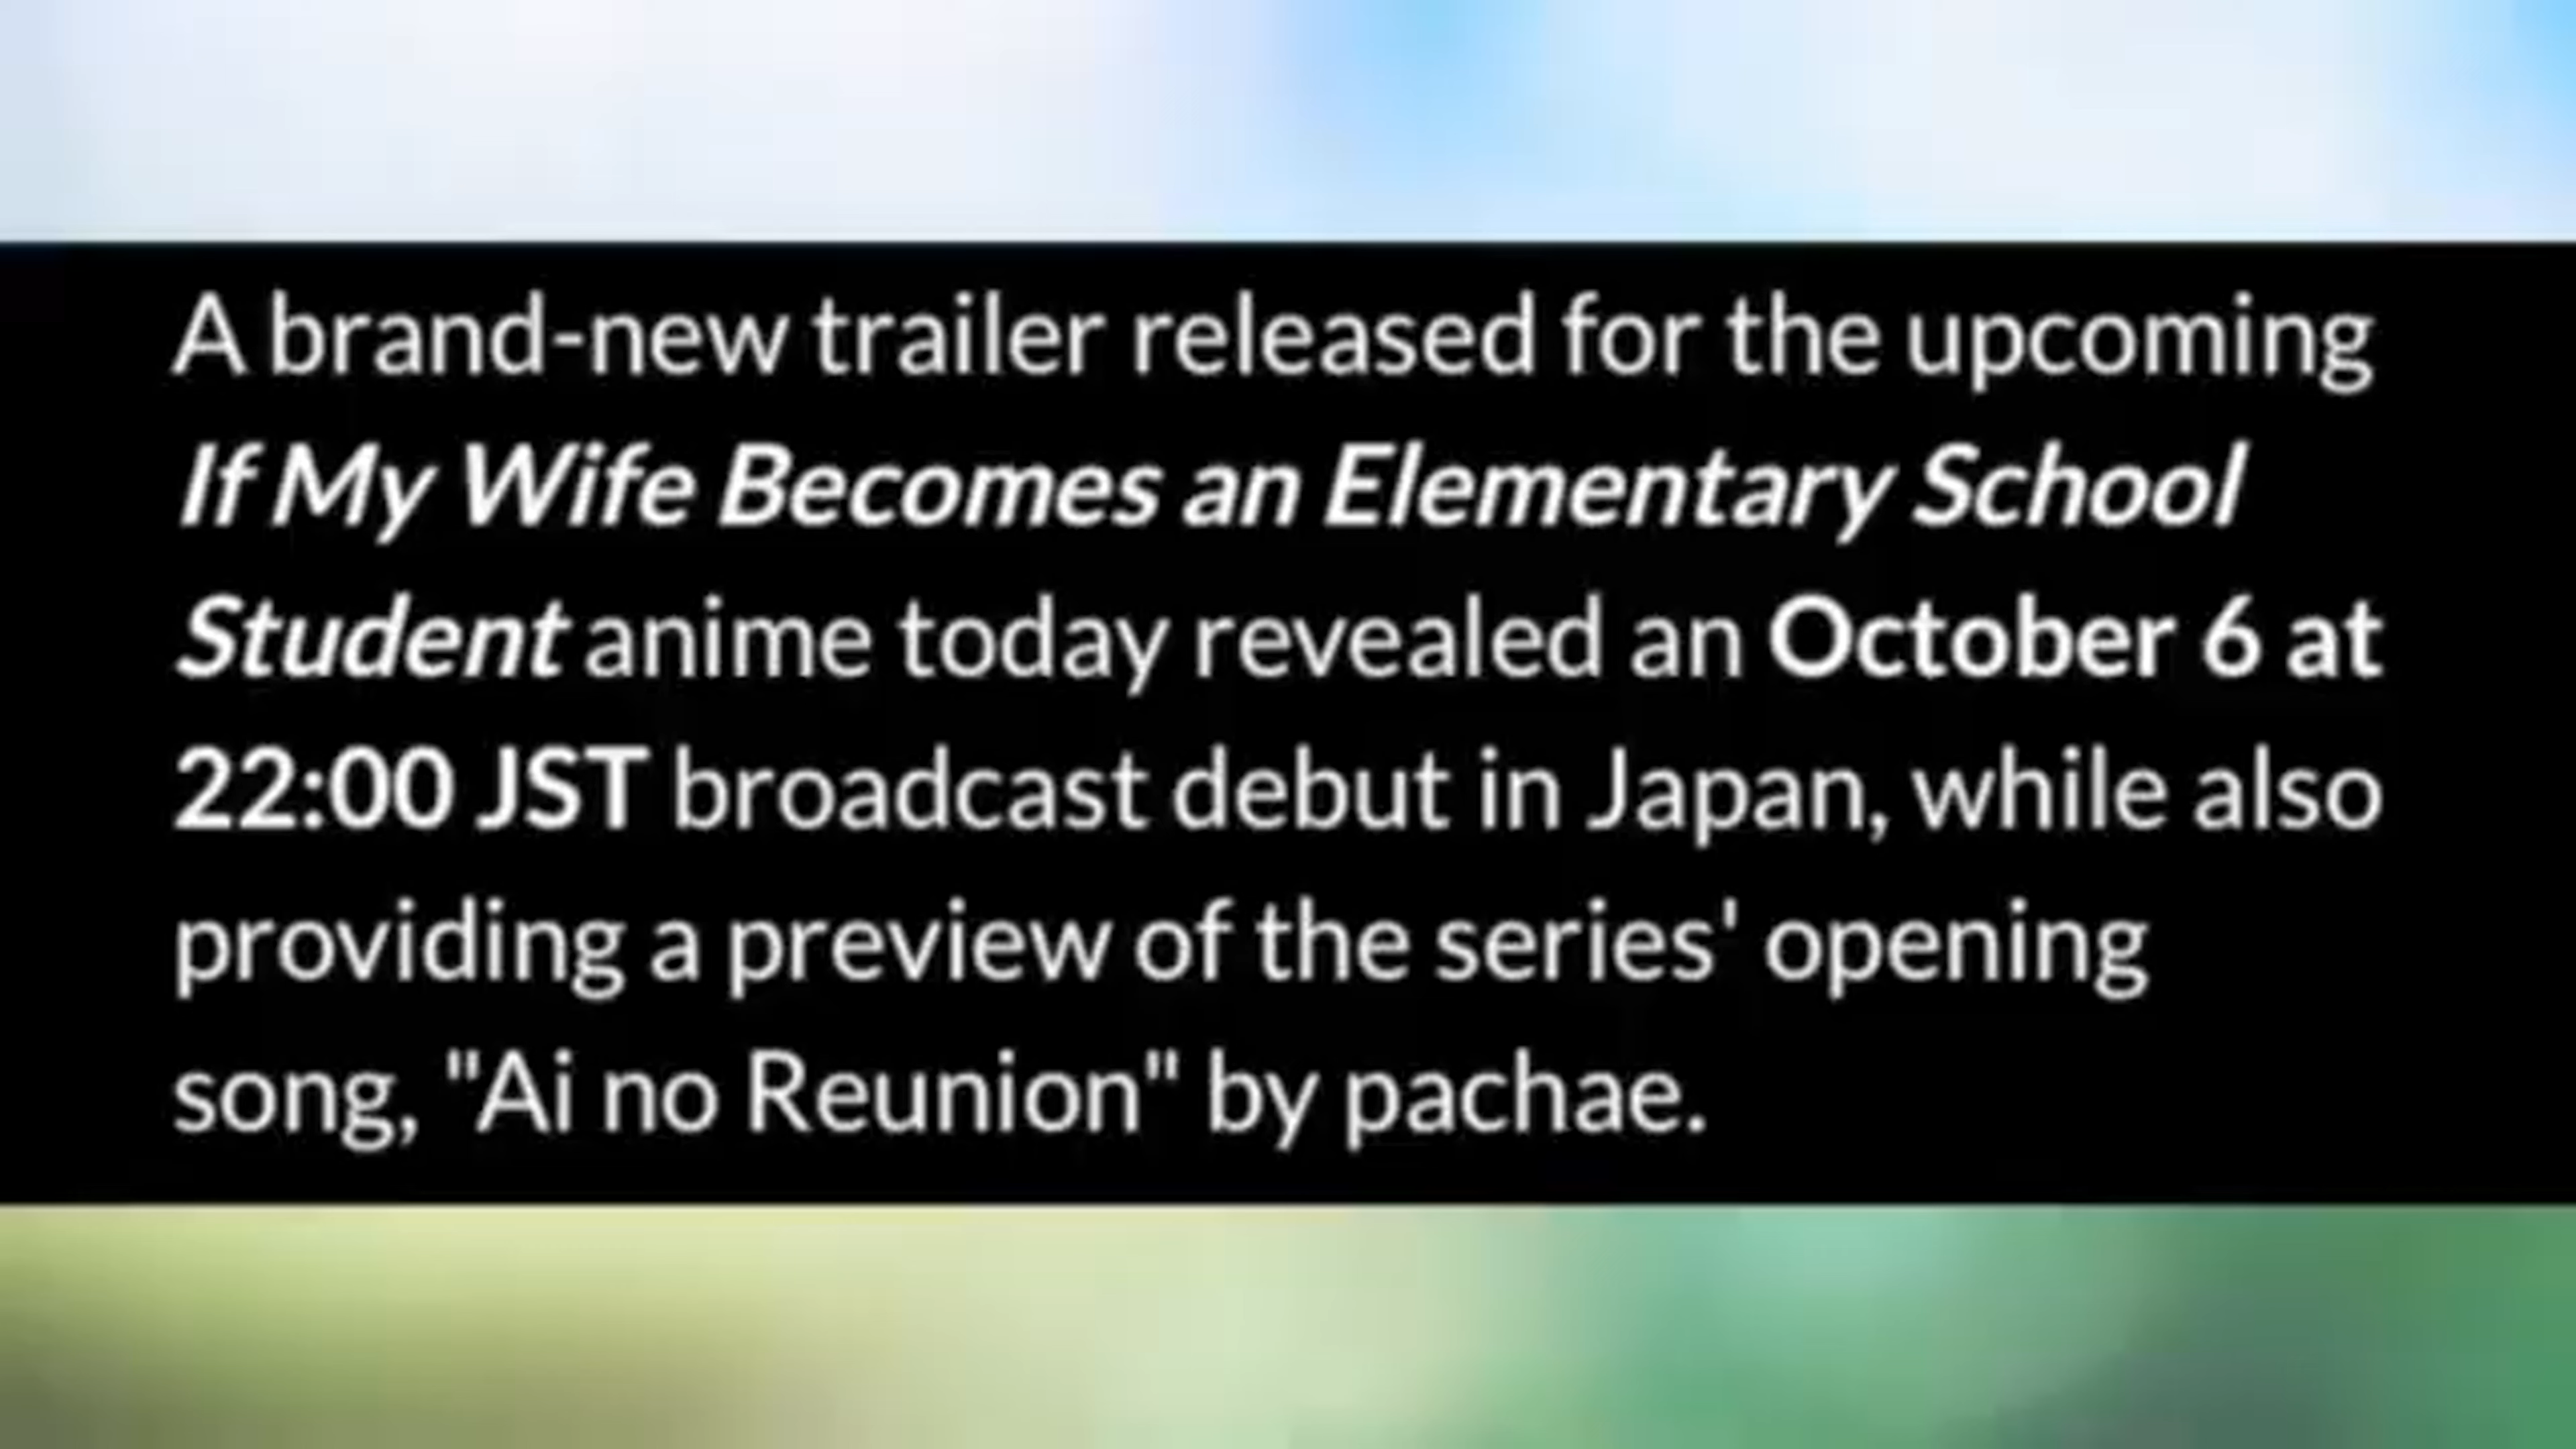 A brand-new trailer released for the upcoming
If My Wife Becomes an Elementary School
Student anime today revealed an October 6 at
22:00 JST broadcast debut in Japan, while also
providing a preview of the series' opening
song, "Ai no Reunion" by pachae.